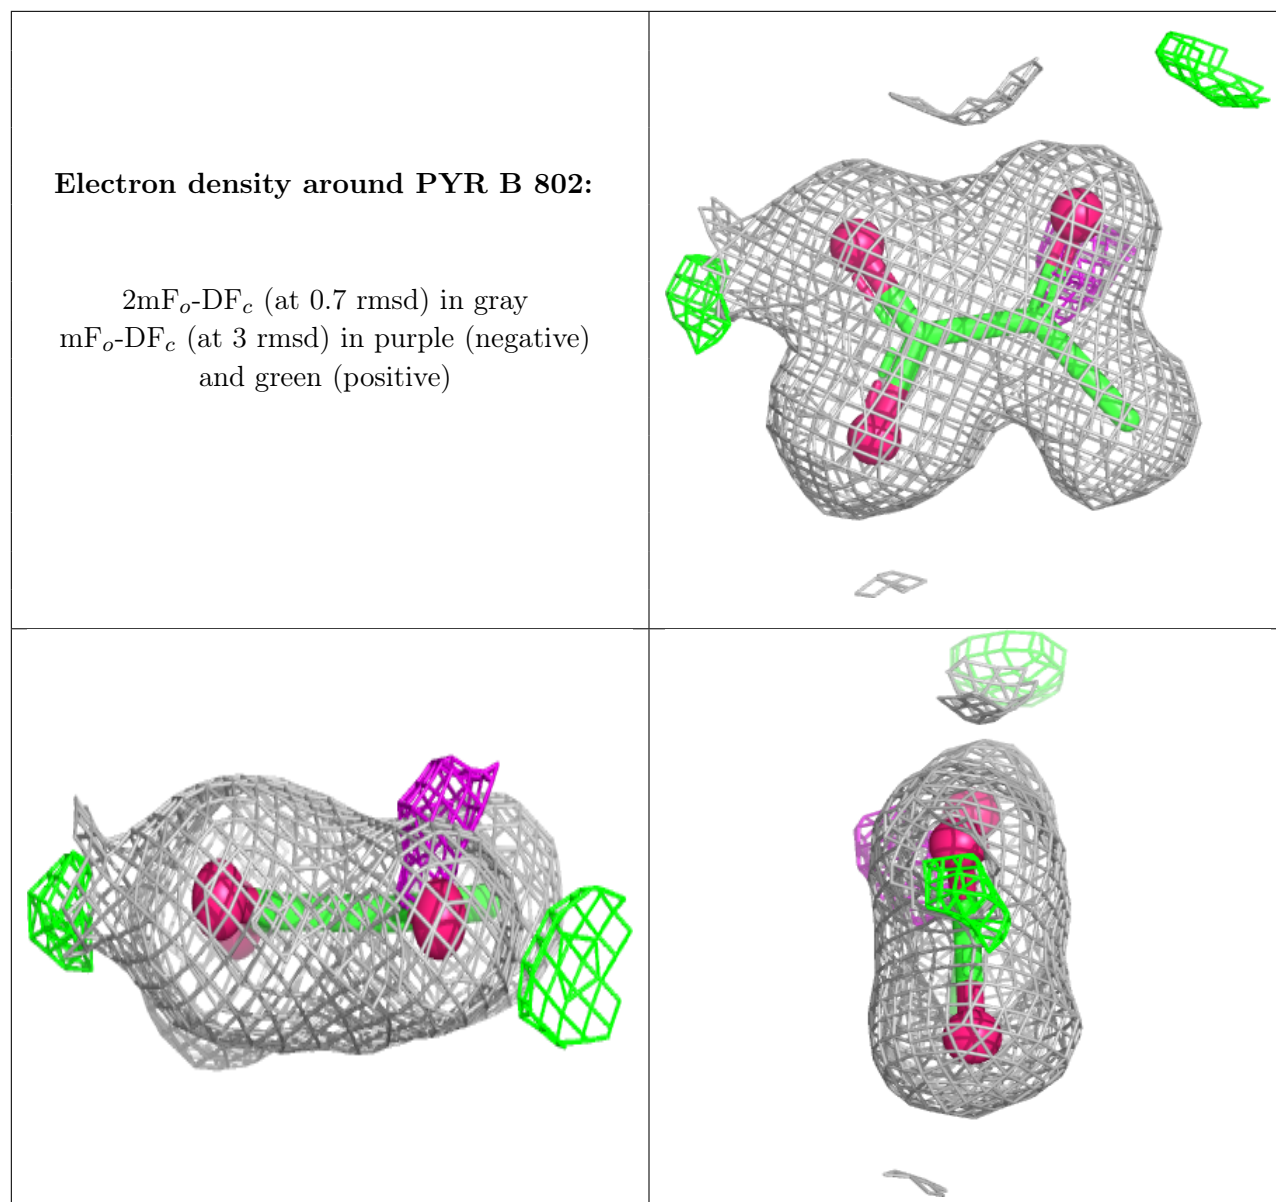 Electron density around PYR B 802:
2mFo-DFc (at 0.7 rmsd) in gray
mFo-DFc (at 3 rmsd) in purple (negative)
and green (positive)